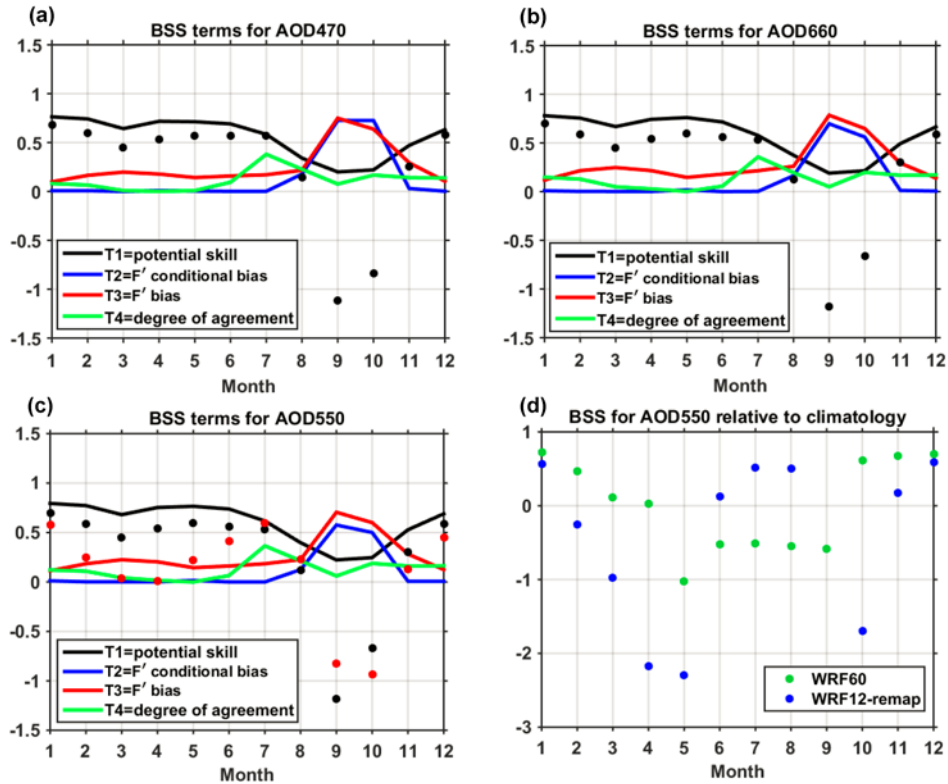 (a)
BSS terms for AOD470
1.5
1
0.5
0
-0.5
-1
-1.5
T1=potential skill
T2=F′ conditional bias
T3=F′ bias
T4=degree of agreement
1 2 3 4 5 6 7 8 9 10 11 12
Month
(b)
BSS terms for AOD660
1.5
1
0.5
0
-0.5
-1
-1.5
T1=potential skill
T2=F′ conditional bias
T3=F′ bias
T4=degree of agreement
1 2 3 4 5 6 7 8 9 10 11 12
Month
(c)
BSS terms for AOD550
1.5
1
0.5
0
-0.5
-1
-1.5
T1=potential skill
T2=F′ conditional bias
T3=F′ bias
T4=degree of agreement
1 2 3 4 5 6 7 8 9 10 11 12
Month
(d)
BSS for AOD550 relative to climatology
1
0
-1
-2
-3
WRF60
WRF12-remap
1 2 3 4 5 6 7 8 9 10 11 12
Month